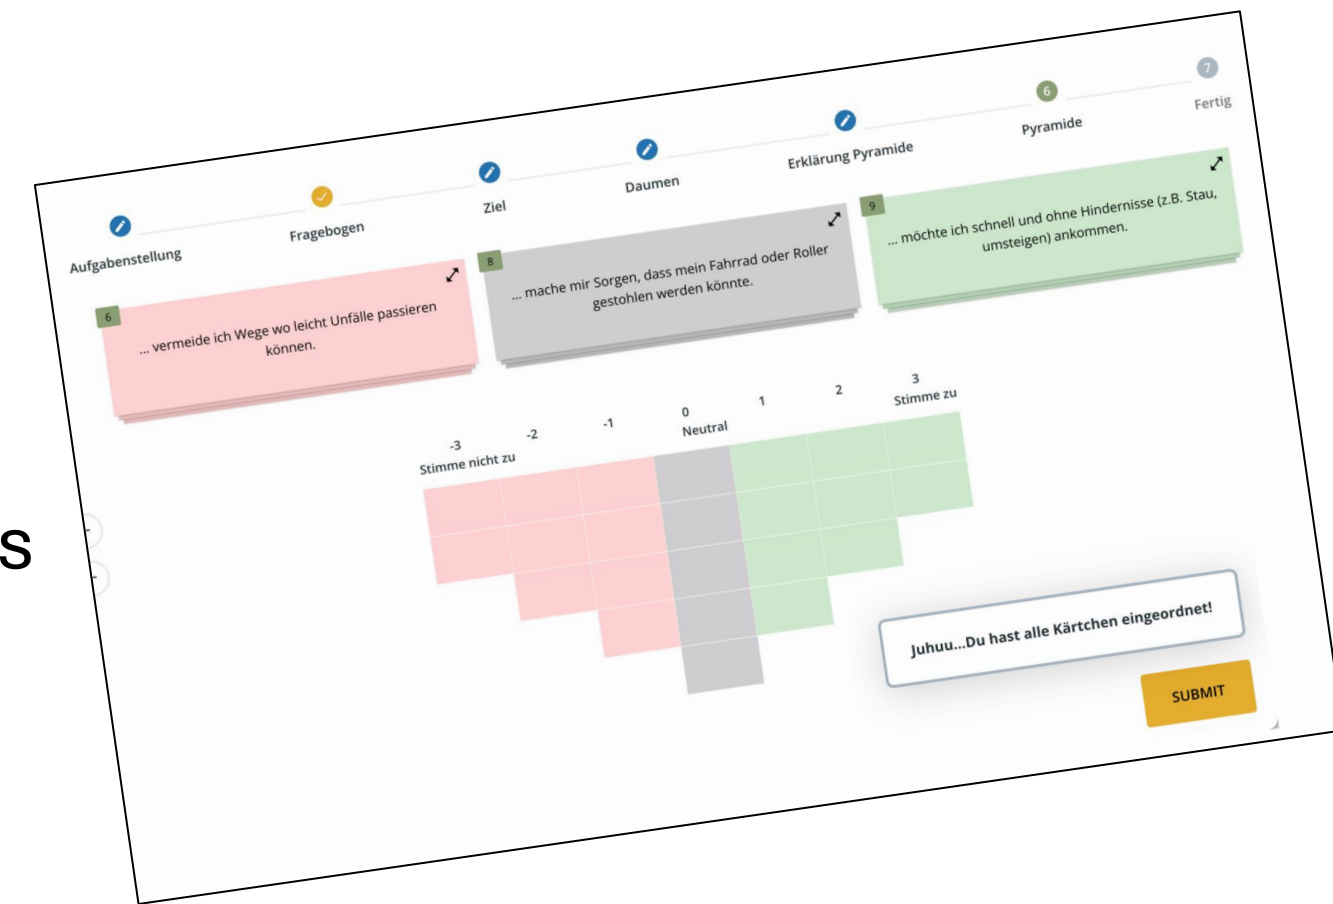 Aufgabenstellung
Fragebogen
Ziel
Daumen
Erklärung Pyramide
6
Pyramide
7
Fertig
6
... vermeide ich Wege wo leicht Unfälle passieren
können.
8
... mache mir Sorgen, dass mein Fahrrad oder Roller
gestohlen werden könnte.
9
... möchte ich schnell und ohne Hindernisse (z.B. Stau,
umsteigen) ankommen.
-3
Stimme nicht zu
-2
-1
0
Neutral
1
2
3
Stimme zu
s
Juhuu...Du hast alle Kärtchen eingeordnet!
SUBMIT